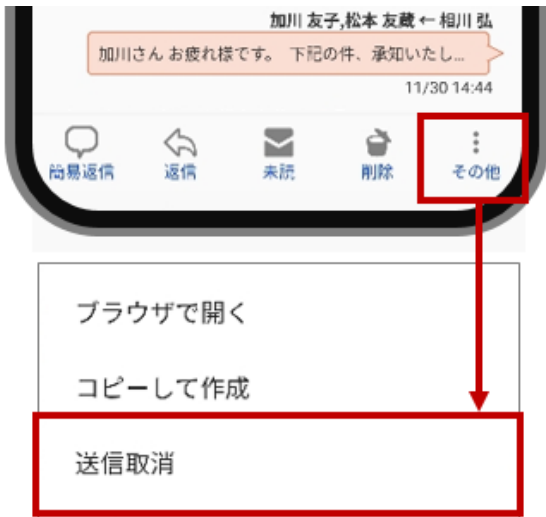 加川 友子,松本 友蔵 ← 相川 弘
加川さん お疲れ様です。 下記の件、承知いたし...
11/30 14:44
簡易返信 返信 未読 削除 その他
ブラウザで開く
コピーして作成
送信取消